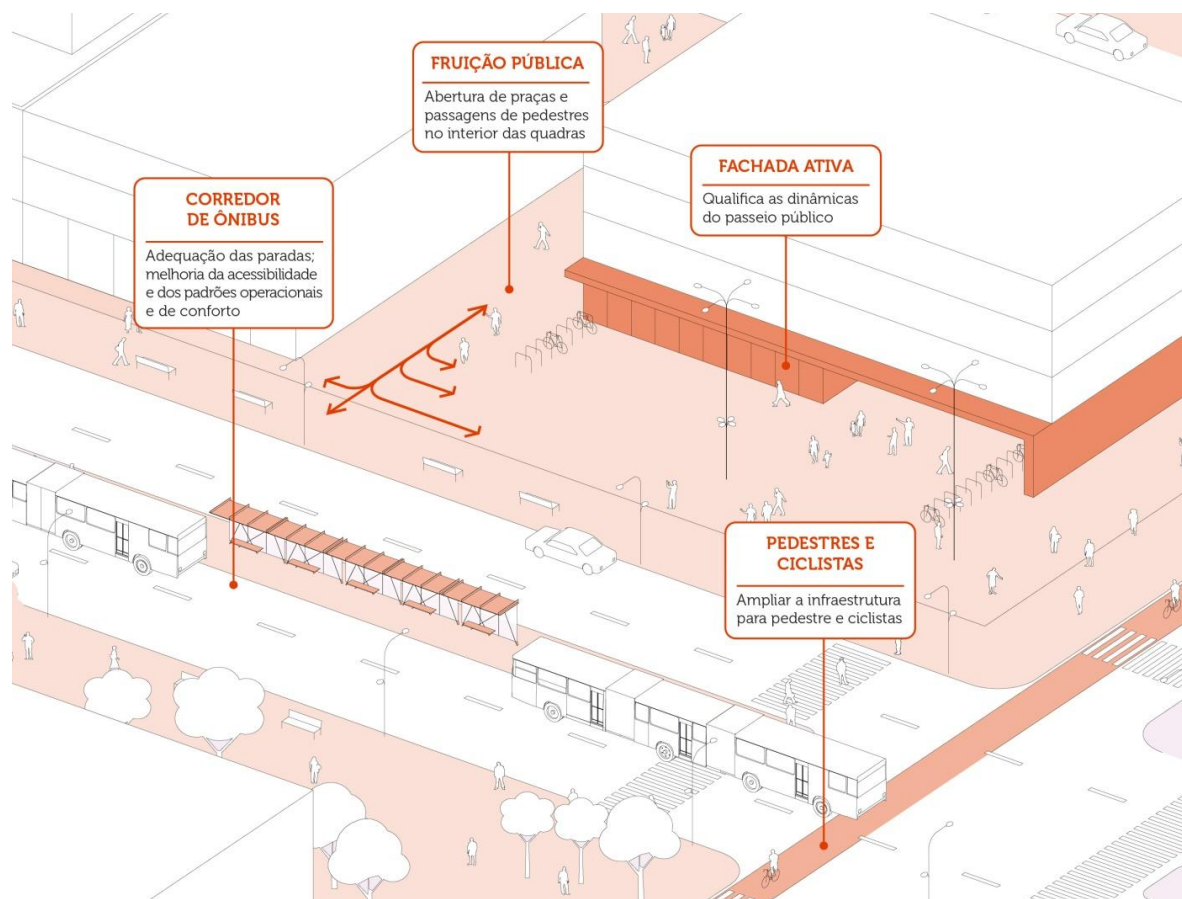 FRUIÇÃO PÚBLICA
Abertura de praças e
passagens de pedestres
no interior das quadras
FACHADA ATIVA
Qualifica as dinâmicas
do passeio público
CORREDOR
DE ÔNIBUS
Adequação das paradas;
melhoria da acessibilidade
e dos padrões operacionais
e de conforto
PEDESTRES E
CICLISTAS
Ampliar a infraestrutura
para pedestre e ciclistas